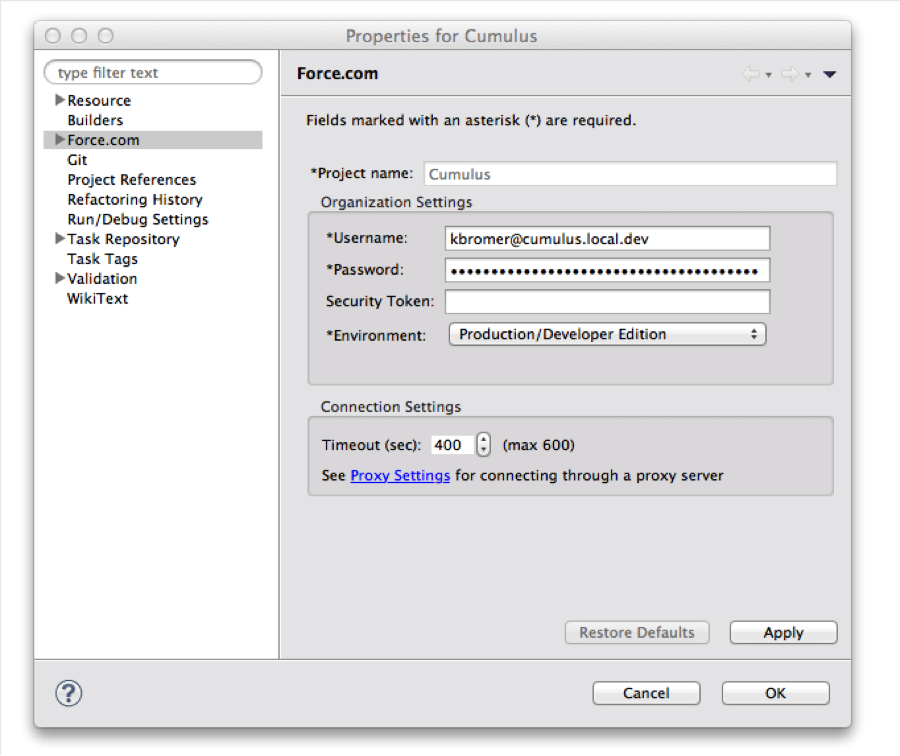 Properties for Cumulus
type filter text
Resource
Builders
Force.com
Git
Project References
Refactoring History
Run/Debug Settings
Task Repository
Task Tags
Validation
WikiText
Force.com
Fields marked with an asterisk (*) are required.
*Project name: Cumulus
Organization Settings
*Username: kbromer@cumulus.local.dev
*Password: ••••••••••••••••••••••••••••••••••••••
Security Token:
*Environment: Production/Developer Edition
Connection Settings
Timeout (sec): 400 (max 600)
See Proxy Settings for connecting through a proxy server
Restore Defaults Apply
? Cancel OK